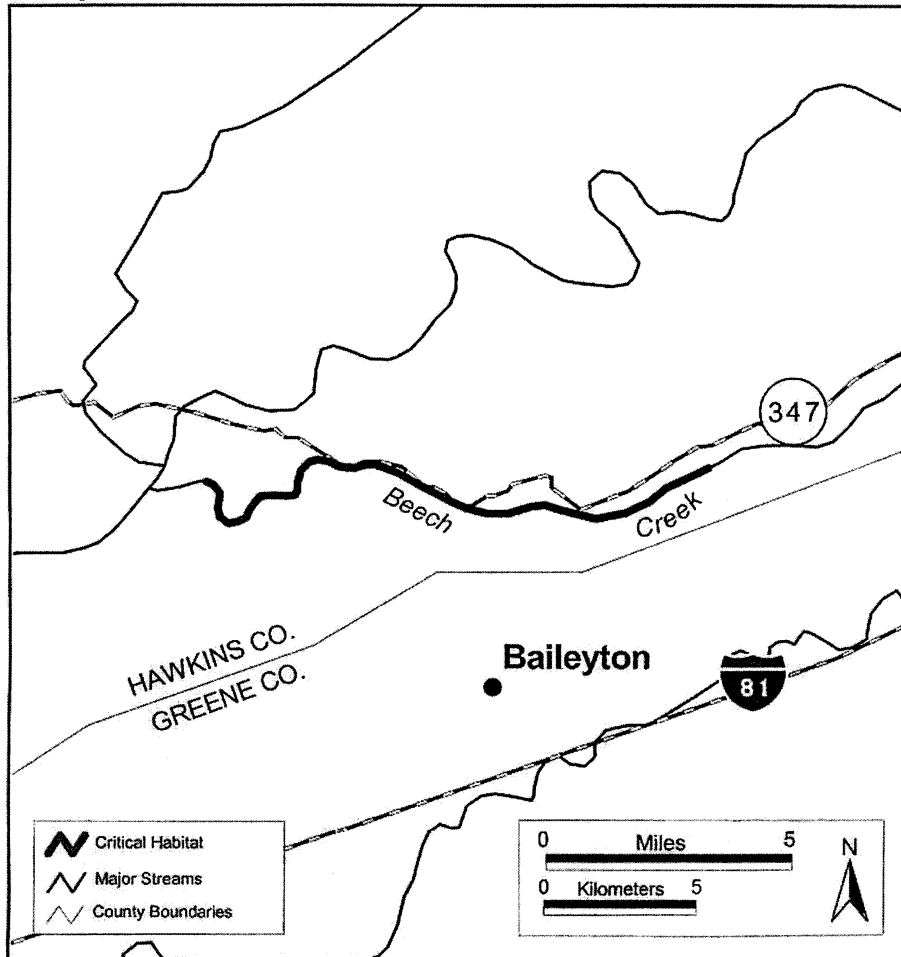 347
Beech Creek
HAWKINS CO.
GREENE CO.
Baileyton
81
Critical Habitat
Major Streams
County Boundaries
0 Miles 5
0 Kilometers 5
N